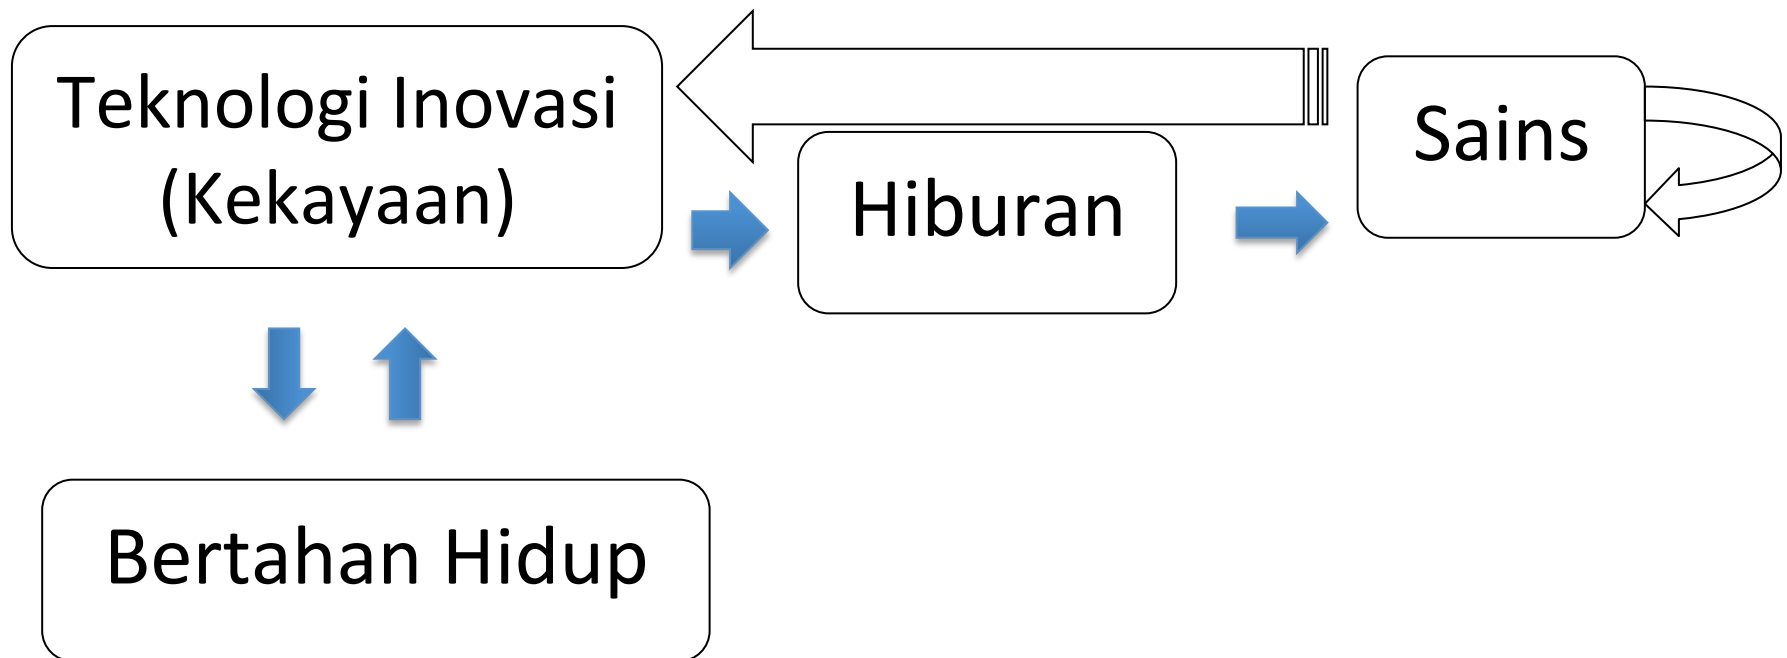 Teknologi Inovasi
(Kekayaan)
Hiburan
Sains
Bertahan Hidup